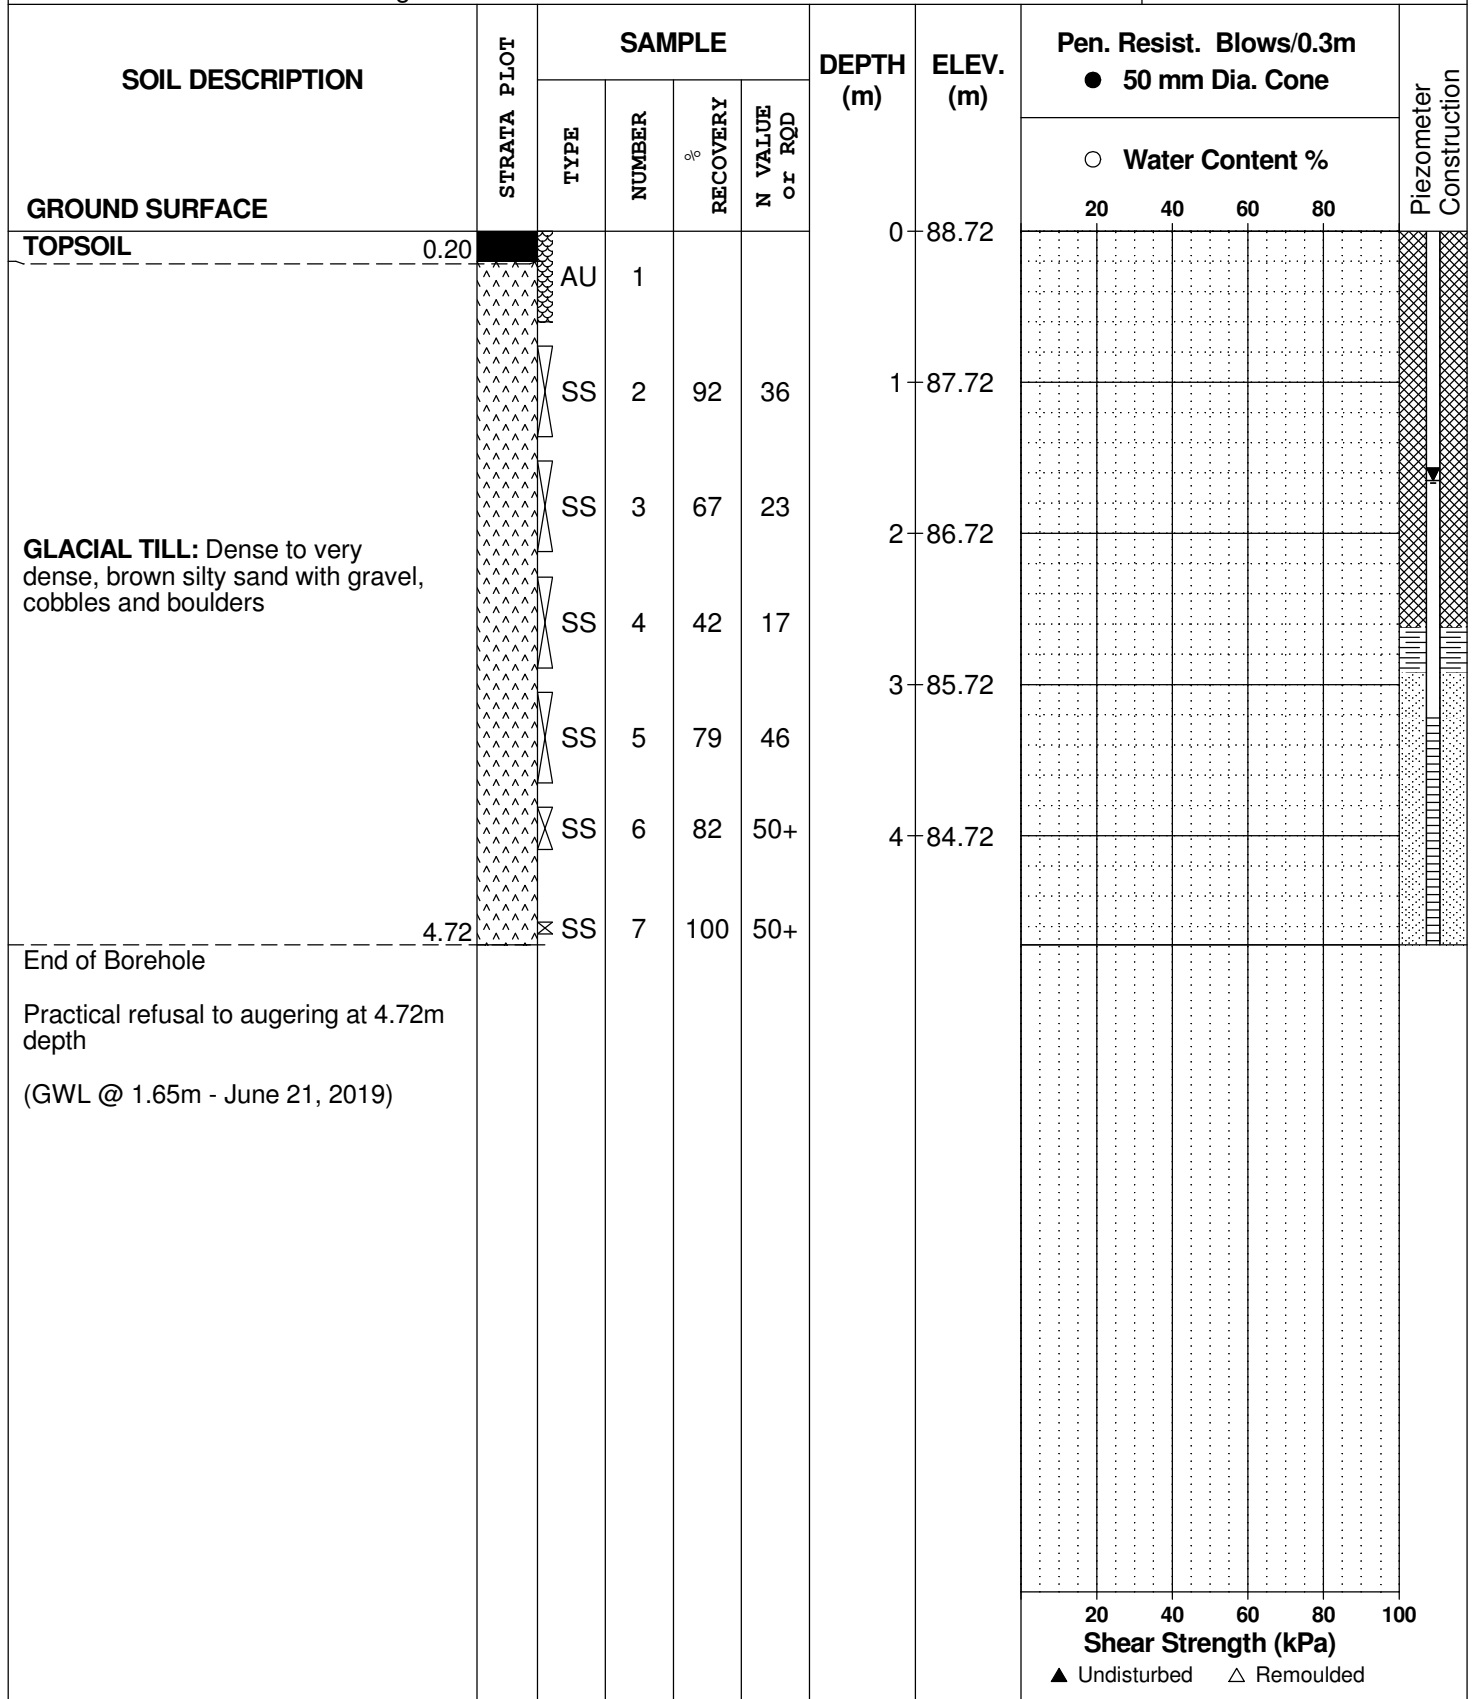 SOIL DESCRIPTION
GROUND SURFACE
STRATA PLOT
SAMPLE
TYPE
NUMBER
%
RECOVERY
N VALUE
or RQD
DEPTH
(m)
ELEV.
(m)
Pen. Resist. Blows/0.3m
● 50 mm Dia. Cone
○ Water Content %
20 40 60 80
Piezometer
Construction
TOPSOIL 0.20
0 88.72
AU 1
SS 2 92 36
1 87.72
SS 3 67 23
2 86.72
GLACIAL TILL: Dense to very
dense, brown silty sand with gravel,
cobbles and boulders
SS 4 42 17
3 85.72
SS 5 79 46
SS 6 82 50+
4 84.72
SS 7 100 50+
4.72
End of Borehole
Practical refusal to augering at 4.72m
depth
(GWL @ 1.65m - June 21, 2019)
20 40 60 80 100
Shear Strength (kPa)
▲ Undisturbed △ Remoulded